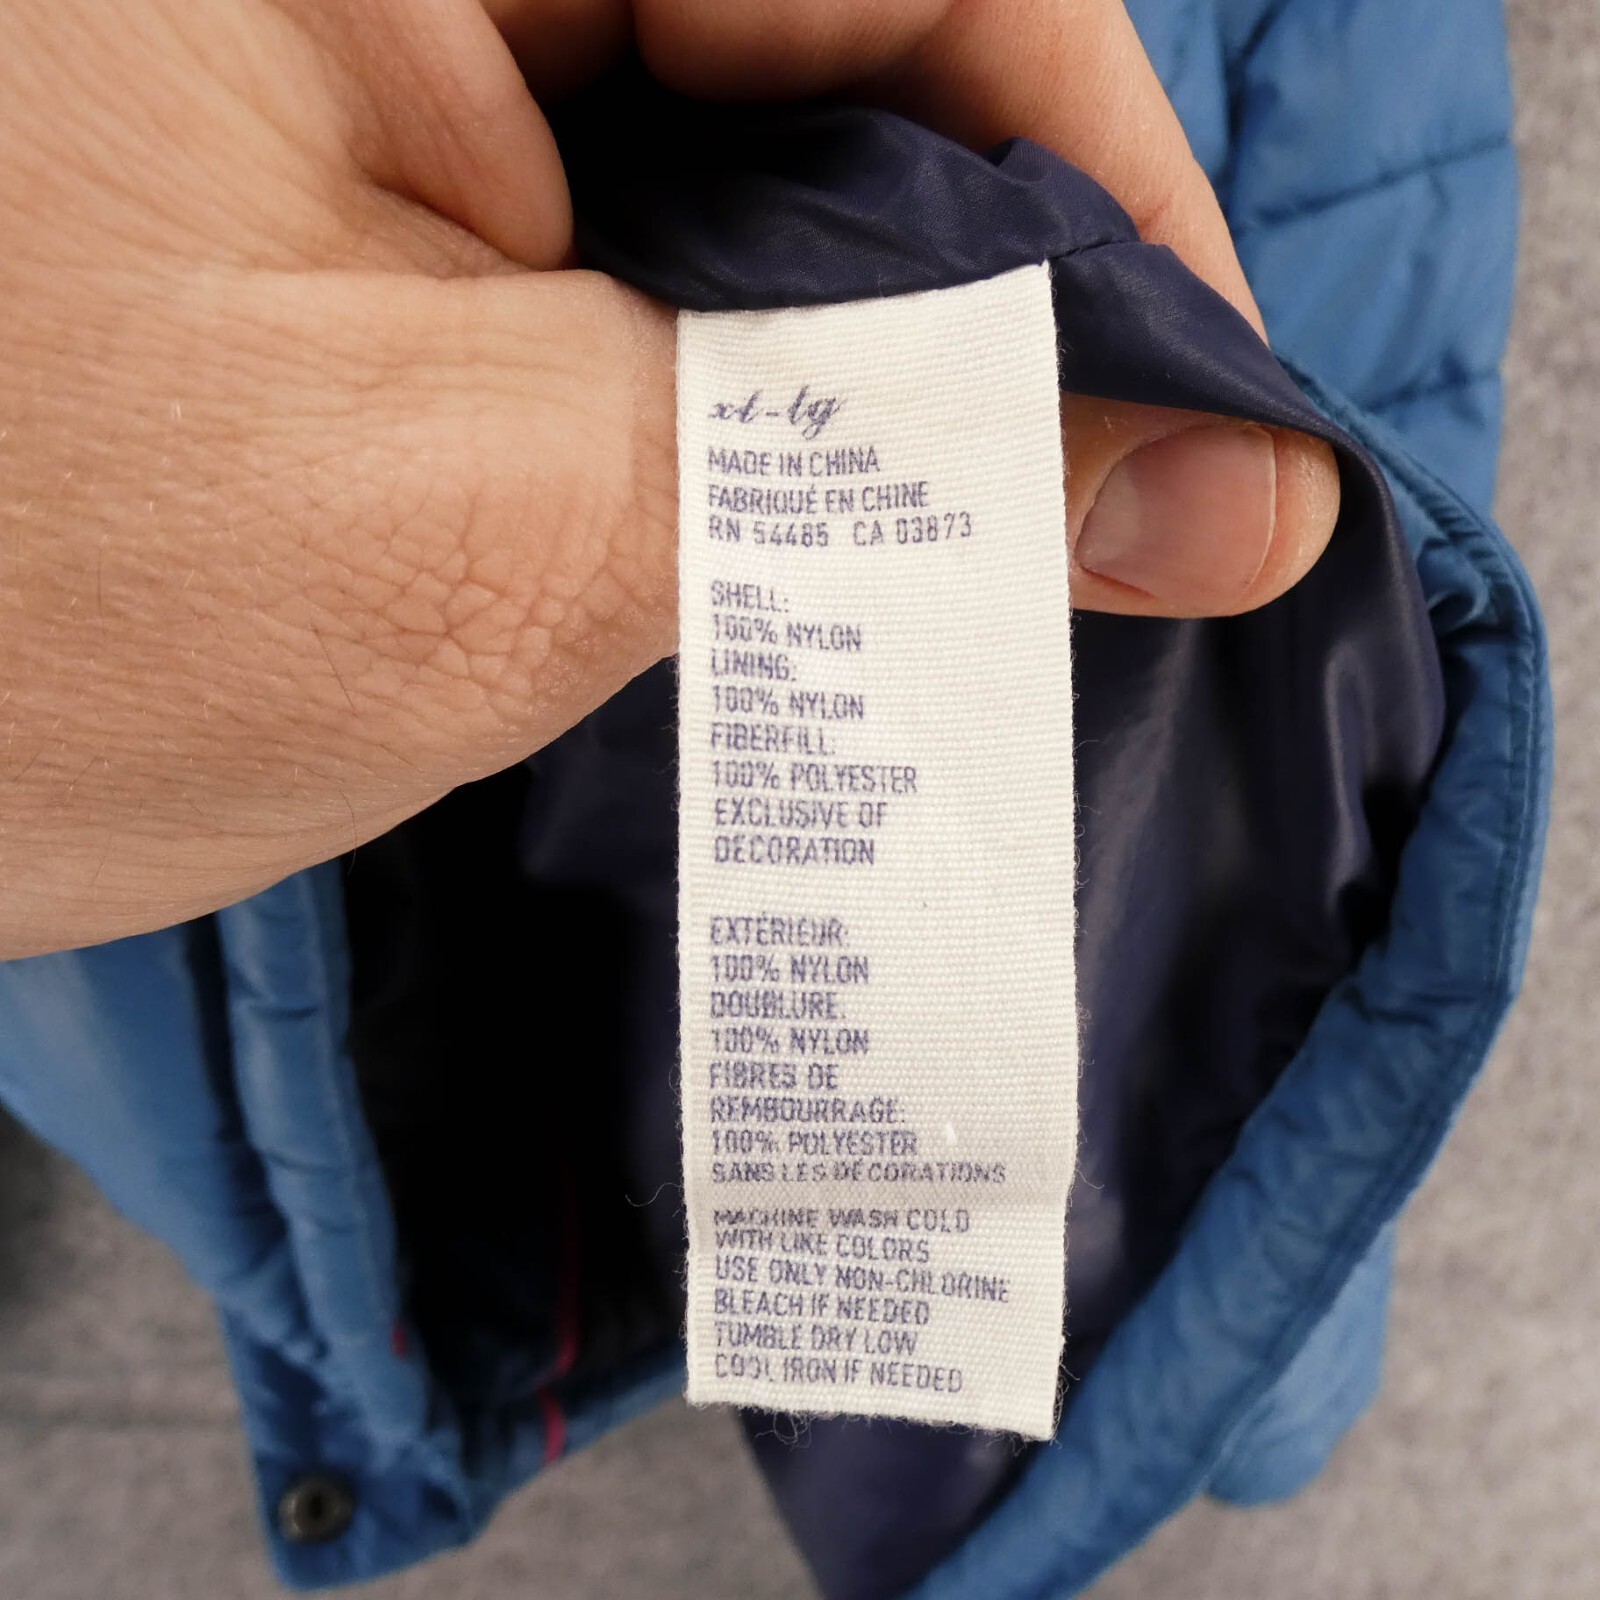 xl-lg
MADE IN CHINA
FABRIQUÉ EN CHINE
RN 54485 CA 03873
SHELL:
100% NYLON
LINING:
100% NYLON
FIBERFILL:
100% POLYESTER
EXCLUSIVE OF
DECORATION
EXTÉRIEUR:
100% NYLON
DOUBLURE:
100% NYLON
FIBRES DE
REMBOURRAGE:
100% POLYESTER
SANS LES DÉCORATIONS
MACHINE WASH COLD
WITH LIKE COLORS
USE ONLY NON-CHLORINE
BLEACH IF NEEDED
TUMBLE DRY LOW
COOL IRON IF NEEDED